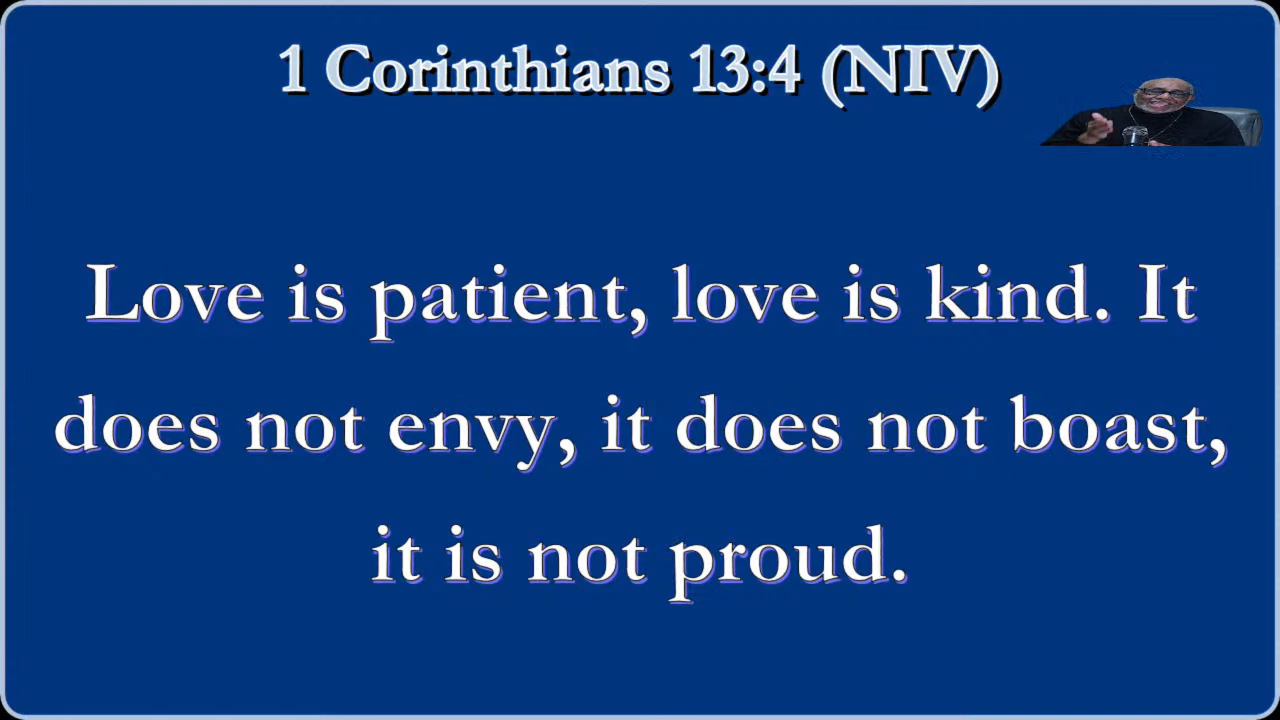 1 Corinthians 13:4 (NIV)
Love is patient, love is kind. It
does not envy, it does not boast,
it is not proud.